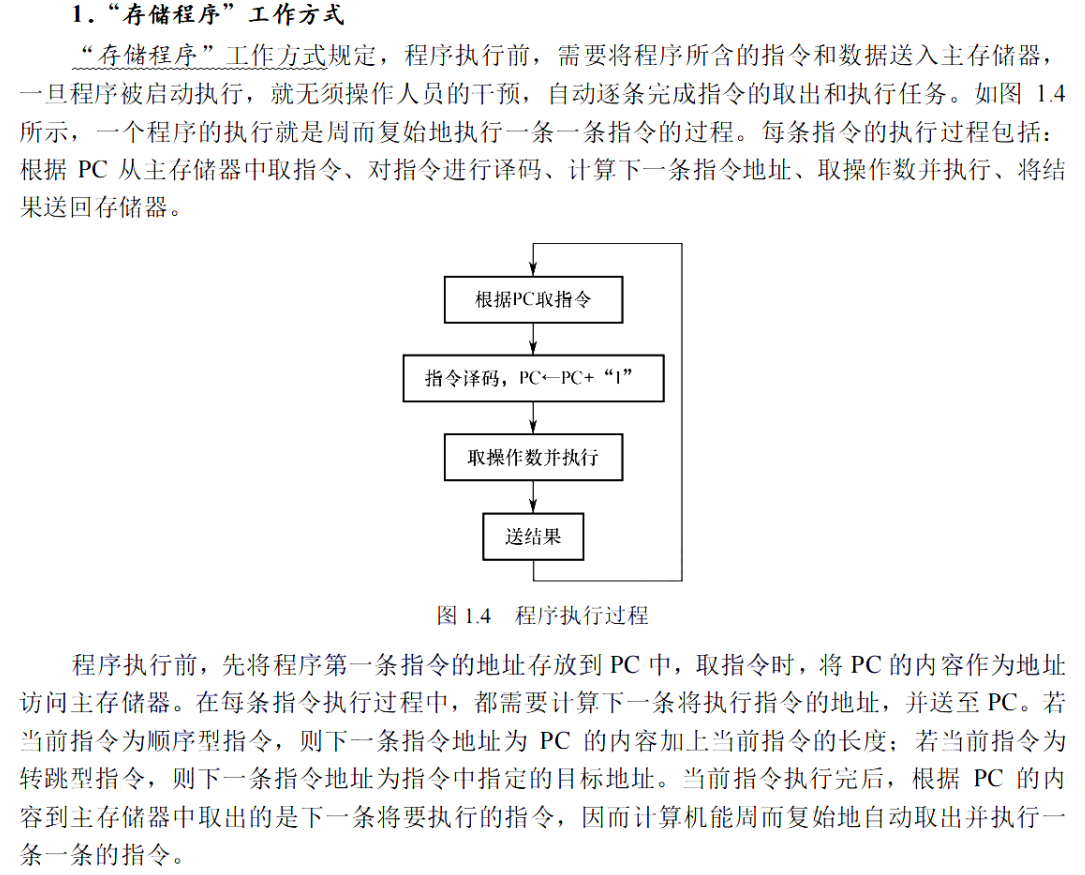 1．“存储程序”工作方式
“存储程序”工作方式规定，程序执行前，需要将程序所含的指令和数据送入主存储器，
一旦程序被启动执行，就无须操作人员的干预，自动逐条完成指令的取出和执行任务。如图 1.4
所示，一个程序的执行就是周而复始地执行一条一条指令的过程。每条指令的执行过程包括：
根据 PC 从主存储器中取指令、对指令进行译码、计算下一条指令地址、取操作数并执行、将结
果送回存储器。
根据PC取指令
指令译码，PC←PC+“1”
取操作数并执行
送结果
图 1.4 程序执行过程
程序执行前，先将程序第一条指令的地址存放到 PC 中，取指令时，将 PC 的内容作为地址
访问主存储器。在每条指令执行过程中，都需要计算下一条将执行指令的地址，并送至 PC。若
当前指令为顺序型指令，则下一条指令地址为 PC 的内容加上当前指令的长度；若当前指令为
转跳型指令，则下一条指令地址为指令中指定的目标地址。当前指令执行完后，根据 PC 的内
容到主存储器中取出的是下一条将要执行的指令，因而计算机能周而复始地自动取出并执行一
条一条的指令。